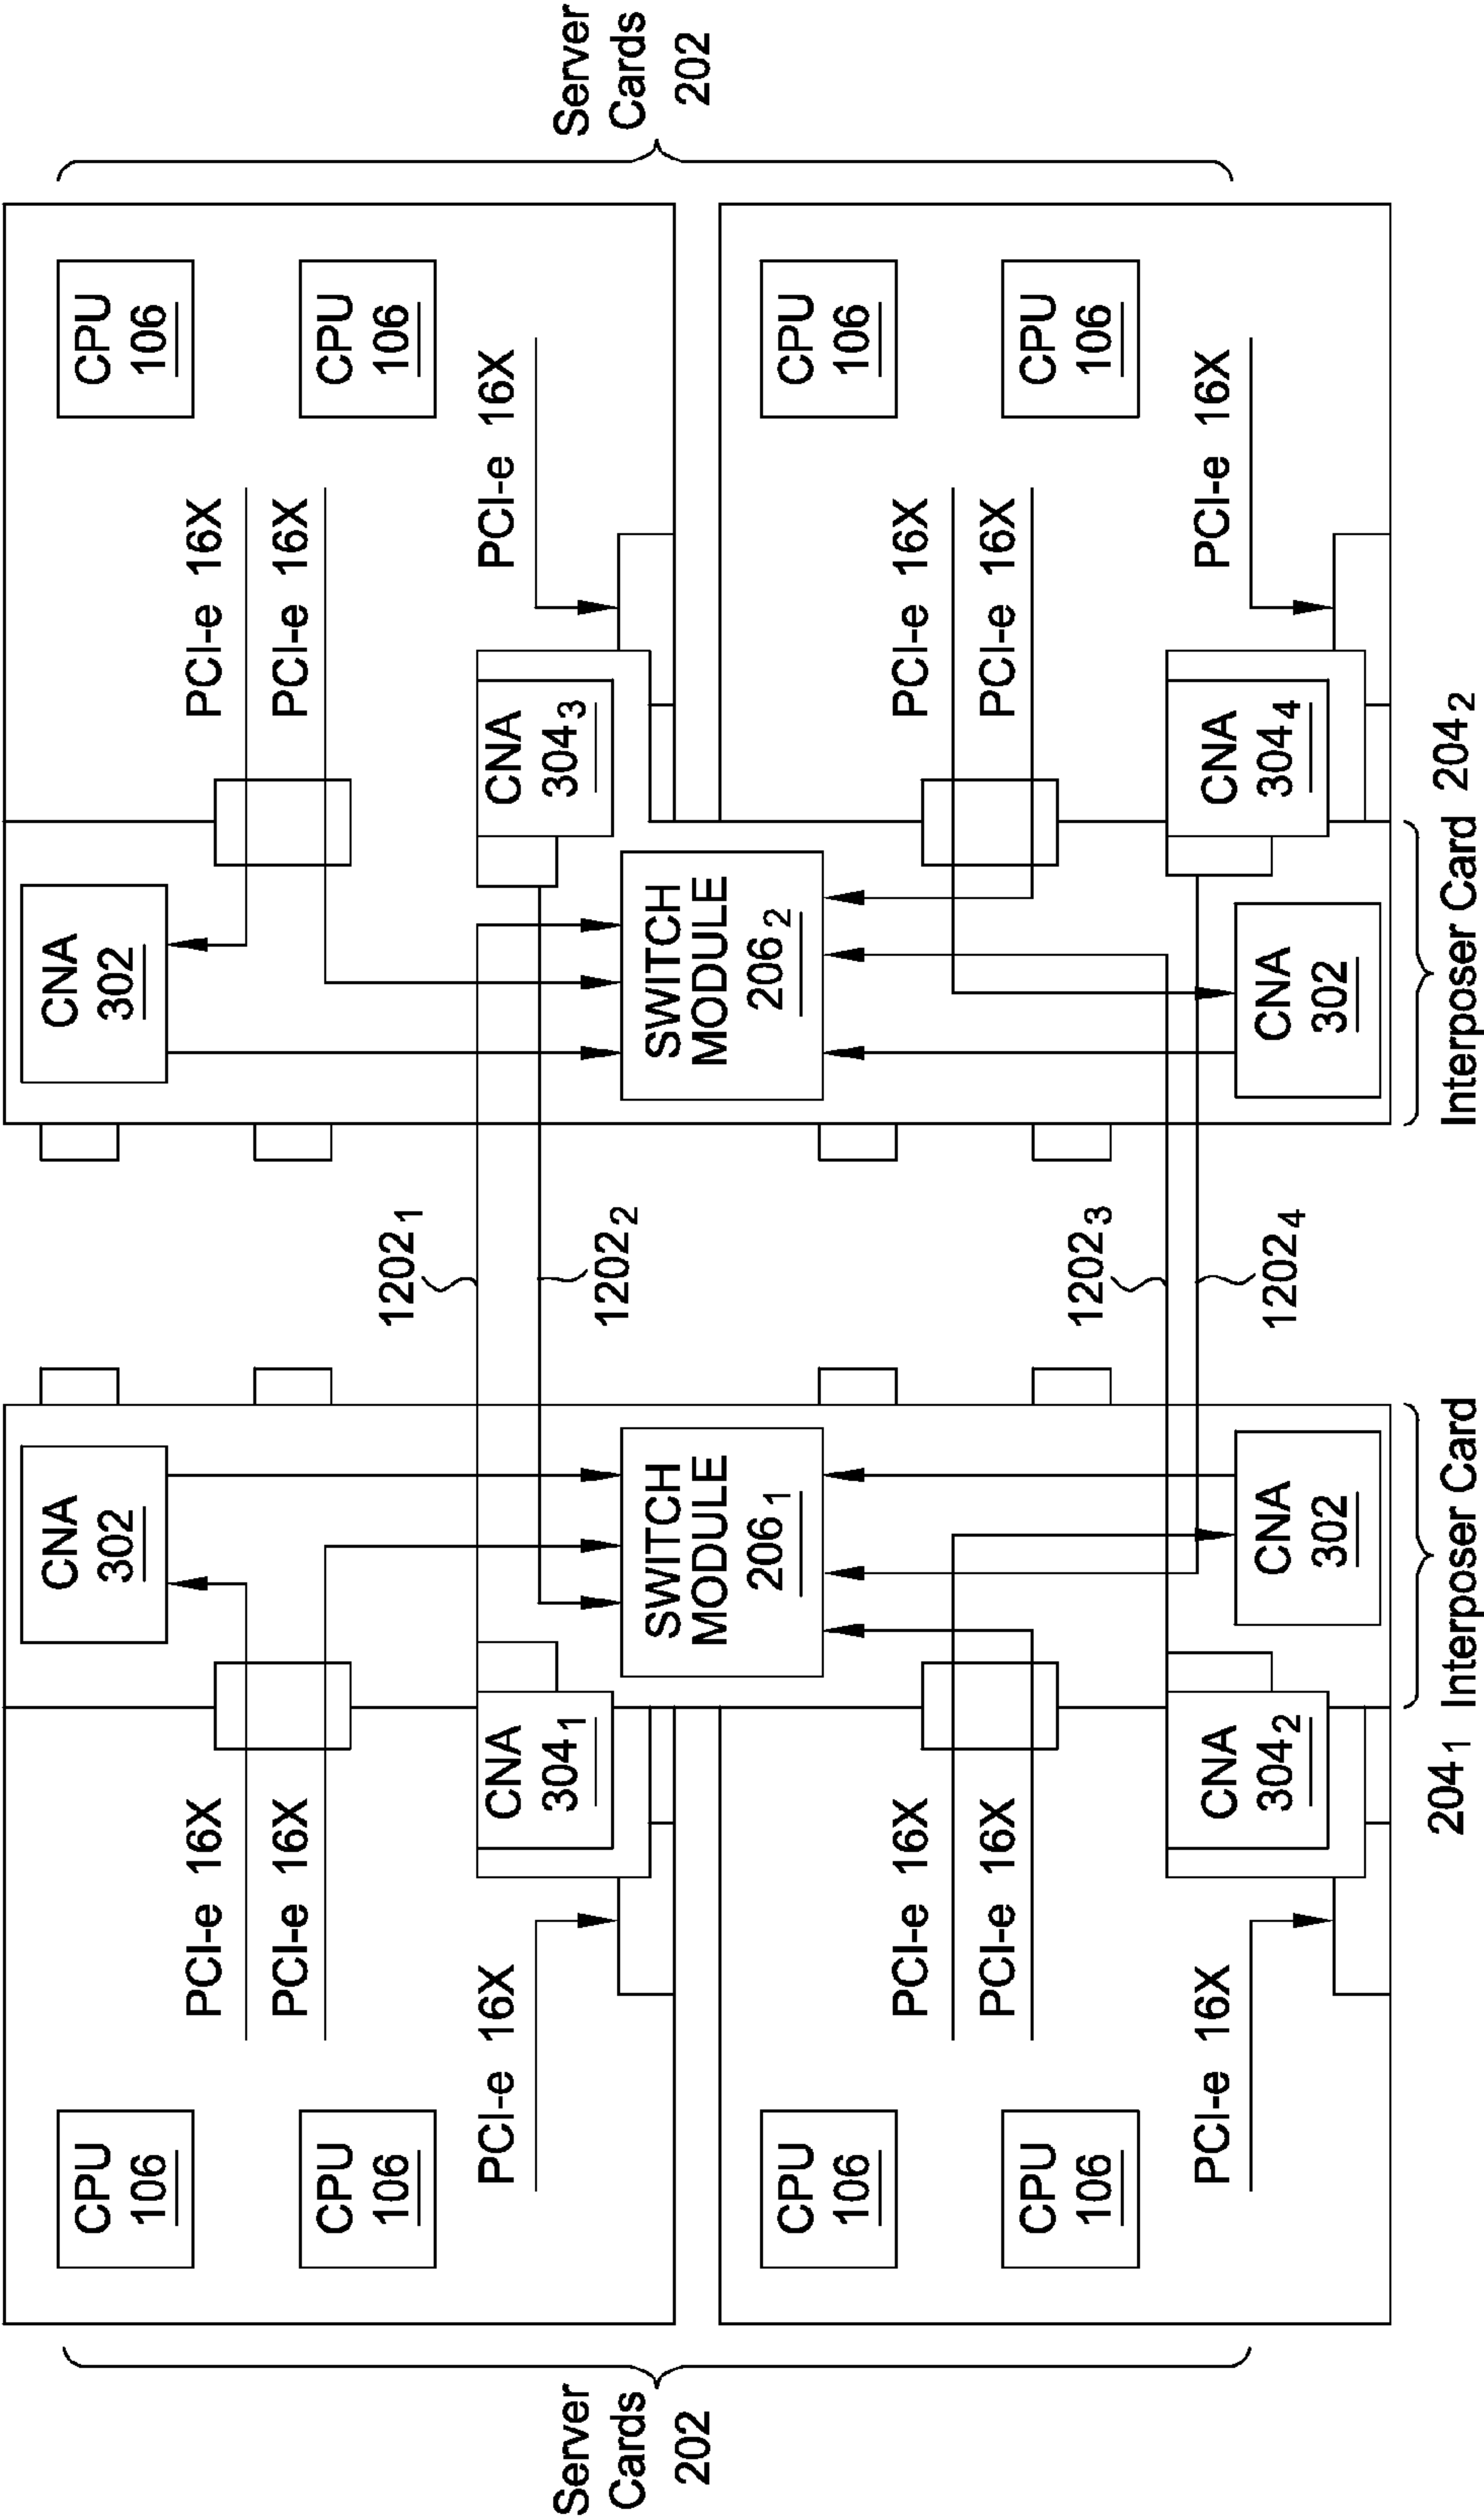 Server
Cards
202
CPU
106
CPU
106
PCI-e 16X
PCI-e 16X
PCI-e 16X
CNA
302
CNA
304₁
CPU
106
CPU
106
PCI-e 16X
PCI-e 16X
PCI-e 16X
SWITCH
MODULE
206₁
CNA
304₂
CNA
302
204₁ Interposer Card
1202₁
1202₂
1202₃
1202₄
CNA
302
PCI-e 16X
PCI-e 16X
PCI-e 16X
CPU
106
CPU
106
CNA
304₃
SWITCH
MODULE
206₂
PCI-e 16X
PCI-e 16X
PCI-e 16X
CPU
106
CPU
106
CNA
304₄
CNA
302
Interposer Card 204₂
Server
Cards
202